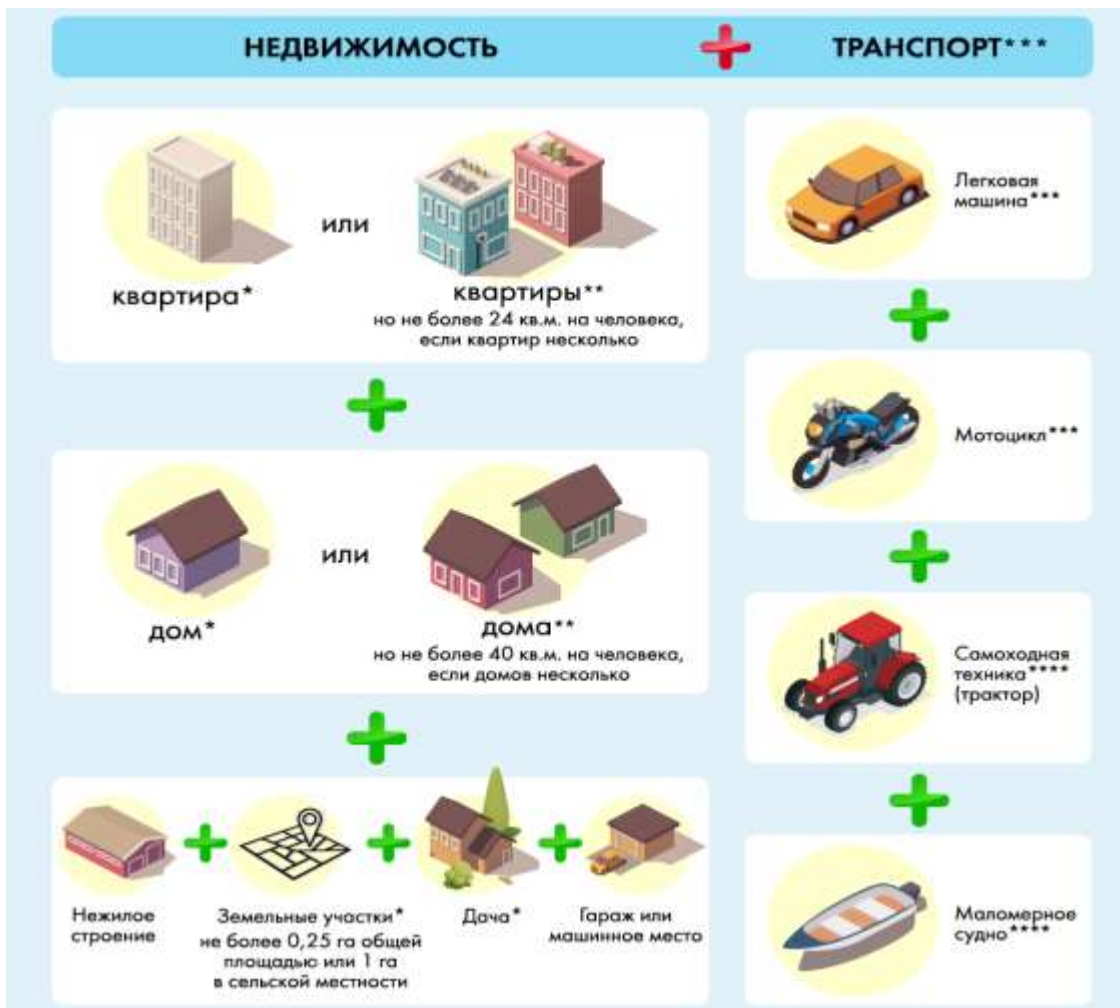 НЕДВИЖИМОСТЬ
ТРАНСПОРТ***
квартира*
или
квартиры**
но не более 24 кв.м. на человека,
если квартир несколько
дом*
или
дома**
но не более 40 кв.м. на человека,
если домов несколько
Нежилое
строение
Земельные участки*
не более 0,25 га общей
площадью или 1 га
в сельской местности
Дача*
Гараж или
машинное место
Легковая
машина***
Мотоцикл***
Самоходная
техника****
(трактор)
Маломерное
судно****